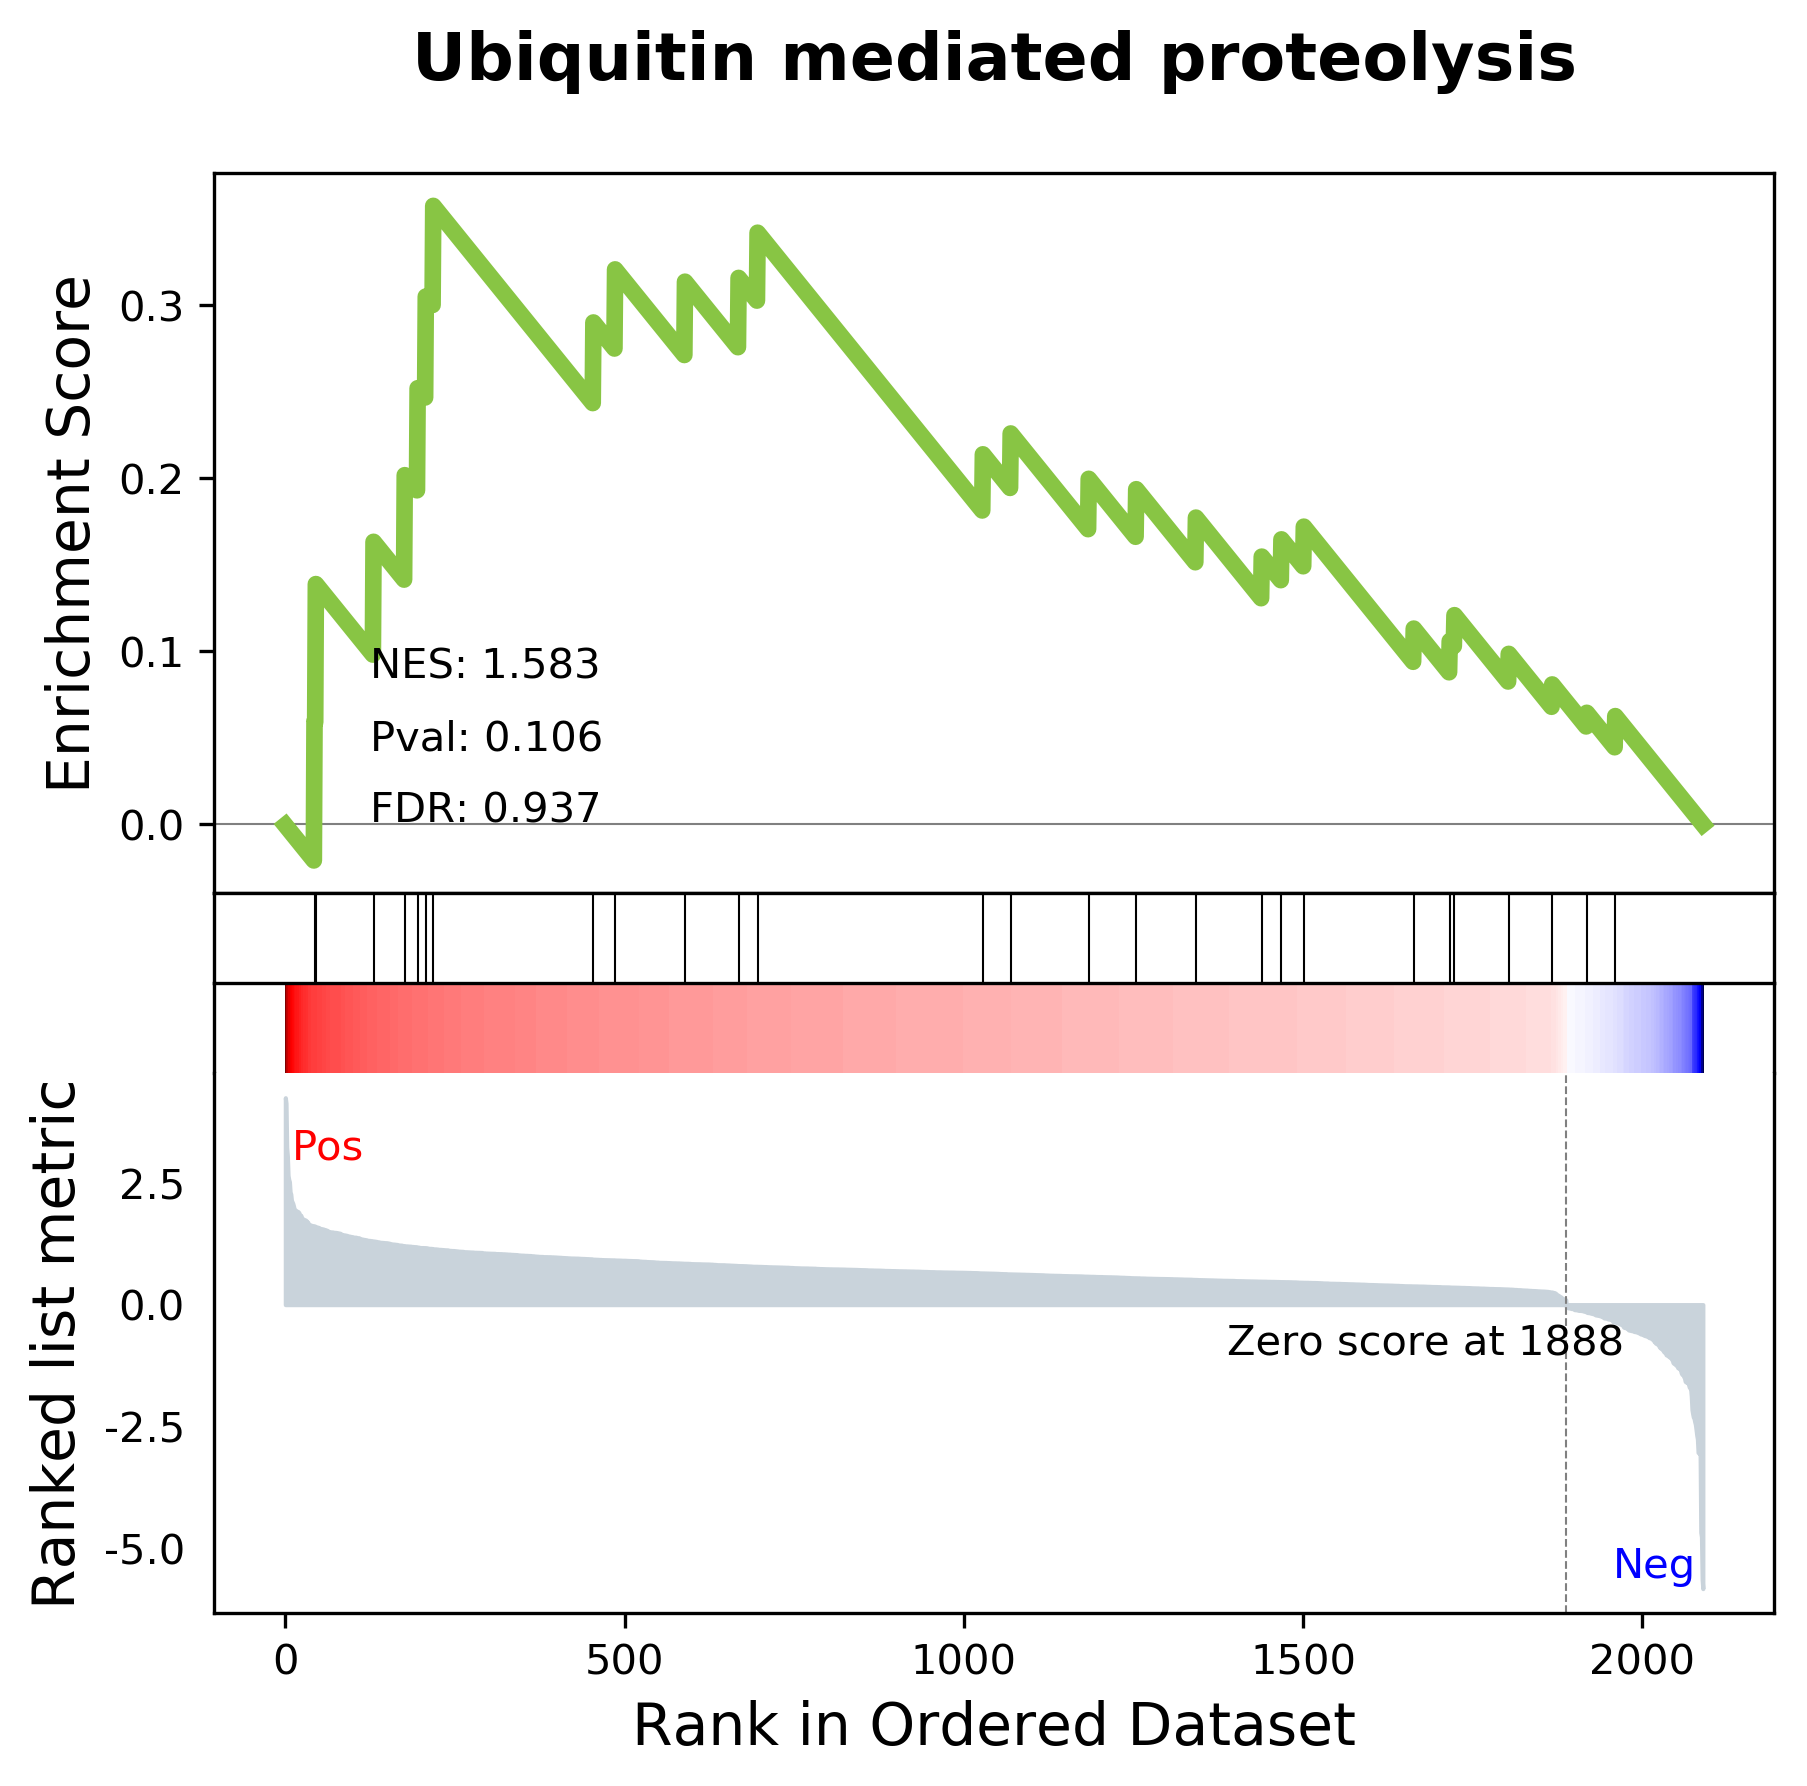 Ubiquitin mediated proteolysis
Enrichment Score
0.3
0.2
0.1
0.0
NES: 1.583
Pval: 0.106
FDR: 0.937
Ranked list metric
2.5
0.0
-2.5
-5.0
Pos
Zero score at 1888
Neg
0 500 1000 1500 2000
Rank in Ordered Dataset